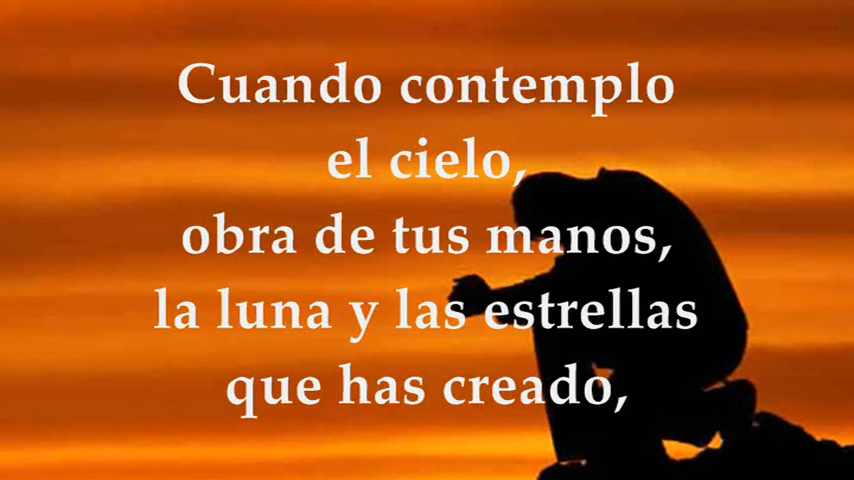 Cuando contemplo
el cielo,
obra de tus manos,
la luna y las estrellas
que has creado,